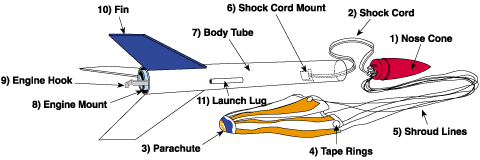 10) Fin
6) Shock Cord Mount
2) Shock Cord
7) Body Tube
1) Nose Cone
9) Engine Hook
8) Engine Mount
11) Launch Lug
3) Parachute
4) Tape Rings
5) Shroud Lines